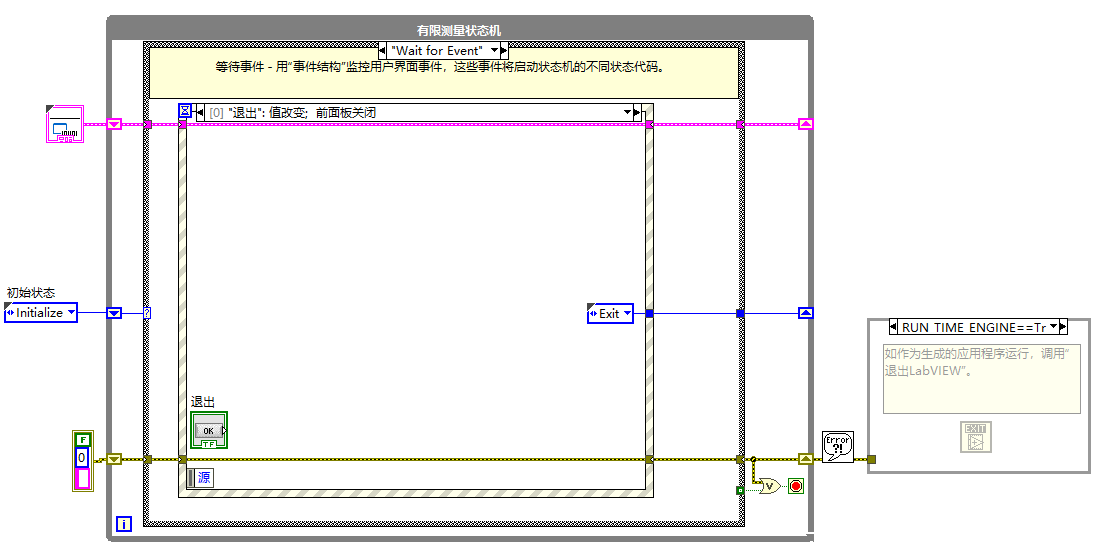 有限测量状态机
"Wait for Event"
等待事件 - 用“事件结构”监控用户界面事件，这些事件将启动状态机的不同状态代码。
[0] "退出": 值改变; 前面板关闭
初始状态
Initialize
?
Exit
RUN TIME ENGINE==Tr
如作为生成的应用程序运行，调用“
退出LabVIEW”。
EXIT
退出
OK
TF
F
0
Error
?!
源
V
i